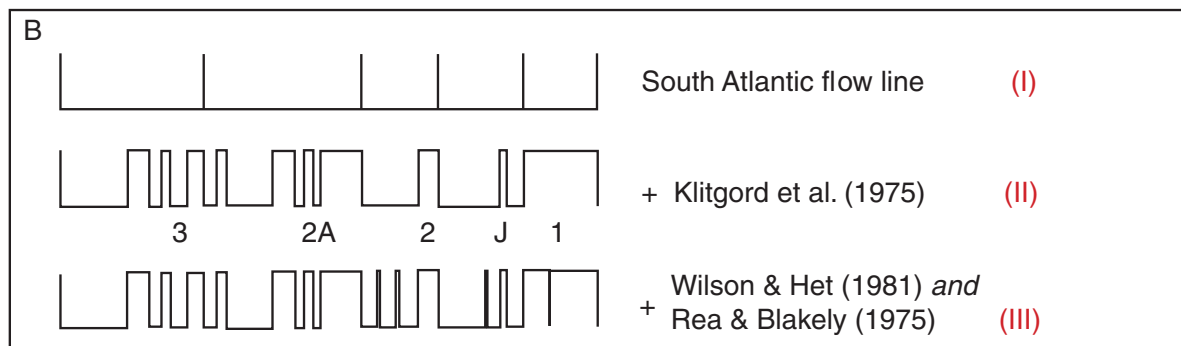 B
South Atlantic flow line (I)
+ Klitgord et al. (1975) (II)
3 2A 2 J 1
+ Wilson & Het (1981) and
Rea & Blakely (1975) (III)